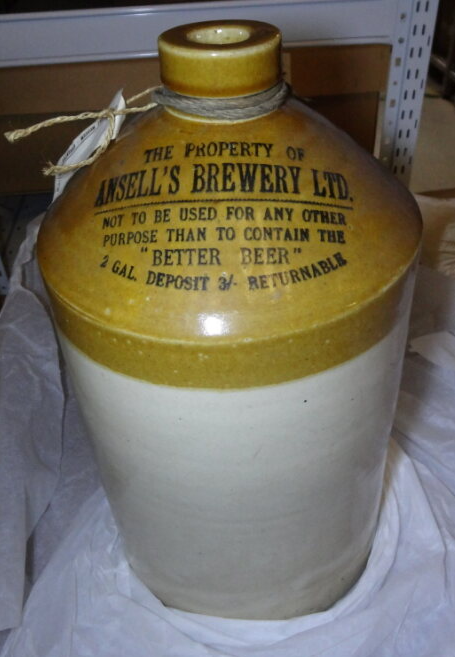 THE PROPERTY OF
ANSELL'S BREWERY LTD.
NOT TO BE USED FOR ANY OTHER
PURPOSE THAN TO CONTAIN THE
"BETTER BEER"
2 GAL. DEPOSIT 3/- RETURNABLE